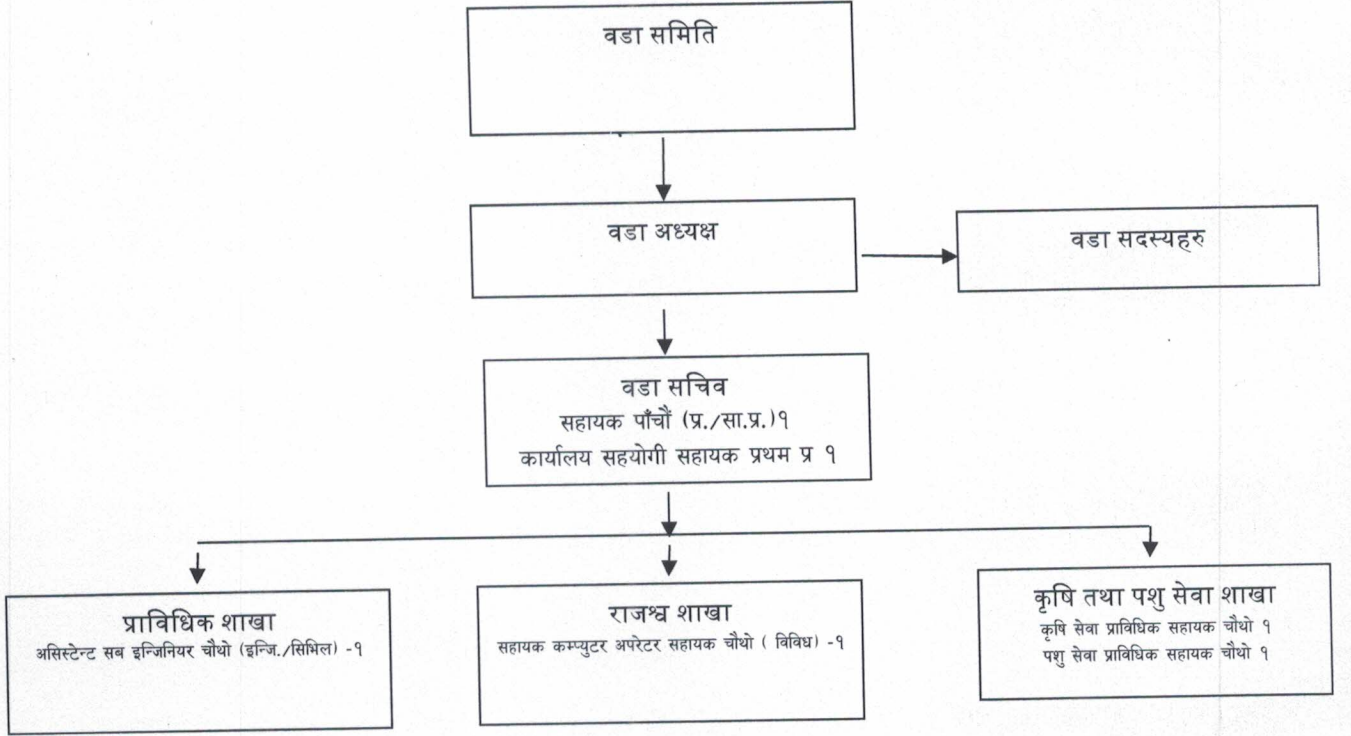 वडा समिति
वडा अध्यक्ष
वडा सदस्यहरु
वडा सचिव
सहायक पाँचौं (प्र./सा.प्र.)१
कार्यालय सहयोगी सहायक प्रथम प्र १
प्राविधिक शाखा
असिस्टेन्ट सब इन्जिनियर चौथो (इन्जि./सिभिल) -१
राजश्व शाखा
सहायक कम्प्युटर अपरेटर सहायक चौथो ( विविध) -१
कृषि तथा पशु सेवा शाखा
कृषि सेवा प्राविधिक सहायक चौथो १
पशु सेवा प्राविधिक सहायक चौथो १